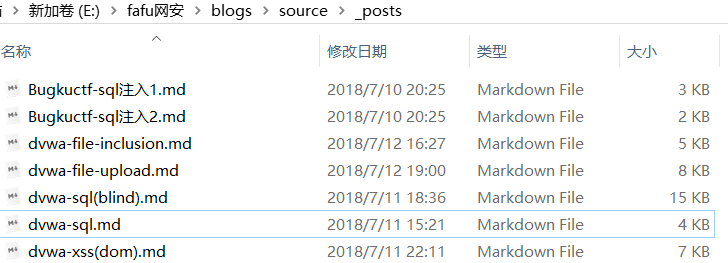 新加卷 (E:) > fafu网安 > blogs > source > _posts
名称 修改日期 类型 大小
Bugkuctf-sql注入1.md 2018/7/10 20:25 Markdown File 3 KB
Bugkuctf-sql注入2.md 2018/7/10 20:25 Markdown File 2 KB
dvwa-file-inclusion.md 2018/7/12 16:27 Markdown File 5 KB
dvwa-file-upload.md 2018/7/12 19:00 Markdown File 8 KB
dvwa-sql(blind).md 2018/7/11 18:36 Markdown File 15 KB
dvwa-sql.md 2018/7/11 15:21 Markdown File 4 KB
dvwa-xss(dom).md 2018/7/11 22:11 Markdown File 7 KB